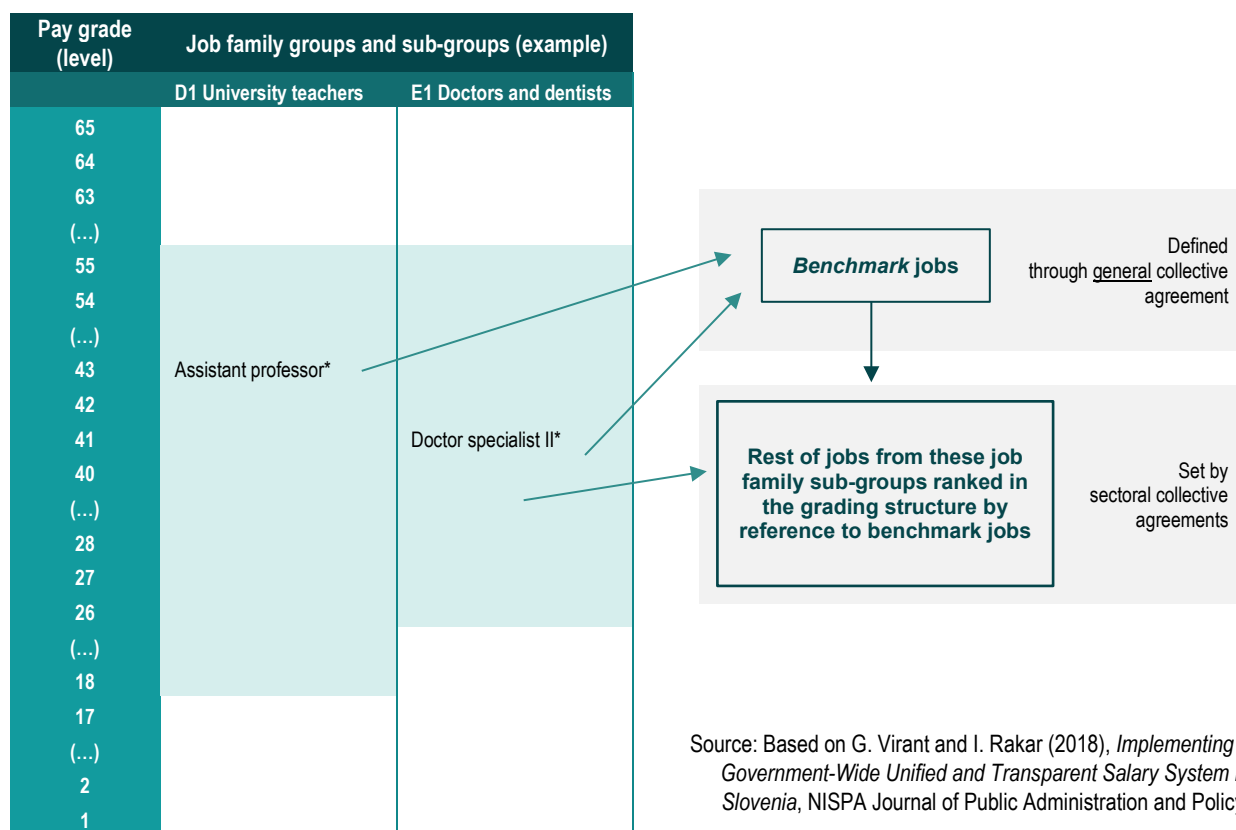 Pay grade
(level)
Job family groups and sub-groups (example)
D1 University teachers
E1 Doctors and dentists
65
64
63
(…)
55
54
(…)
43
Assistant professor*
42
41
Doctor specialist II*
40
(…)
28
27
26
(…)
18
17
(…)
2
1
Benchmark jobs
Defined
through general collective
agreement
Rest of jobs from these job
family sub-groups ranked in
the grading structure by
reference to benchmark jobs
Set by
sectoral collective
agreements
Source: Based on G. Virant and I. Rakar (2018), Implementing
Government-Wide Unified and Transparent Salary System
Slovenia, NISPA Journal of Public Administration and Policy